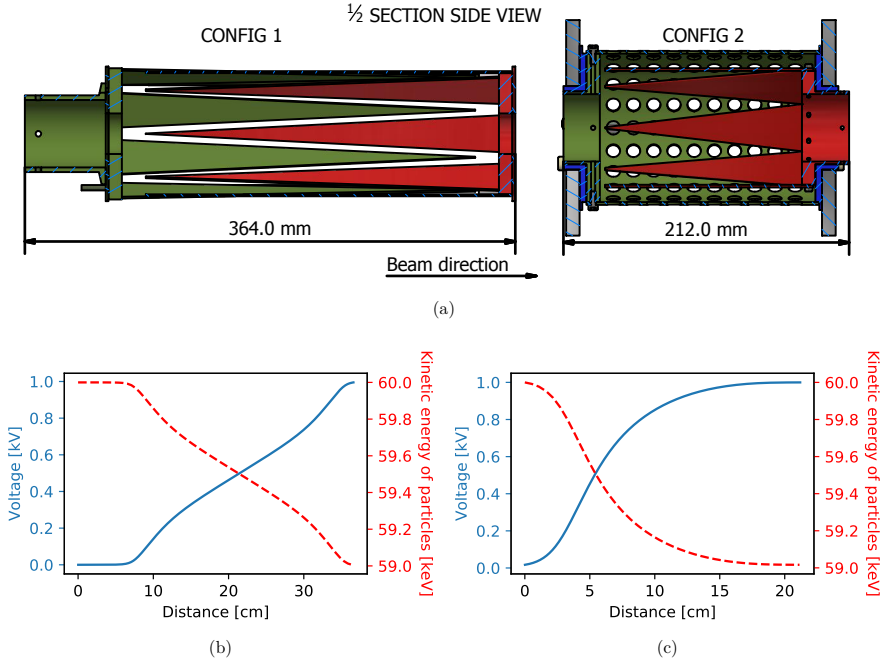 ½ SECTION SIDE VIEW
CONFIG 1
CONFIG 2
364.0 mm
212.0 mm
Beam direction
(a)
1.0
0.8
0.6
0.4
0.2
0.0
Voltage [kV]
0
10
20
30
Distance [cm]
60.0
59.8
59.6
59.4
59.2
59.0
Kinetic energy of particles [keV]
(b)
1.0
0.8
0.6
0.4
0.2
0.0
Voltage [kV]
0
5
10
15
20
Distance [cm]
60.0
59.8
59.6
59.4
59.2
59.0
Kinetic energy of particles [keV]
(c)